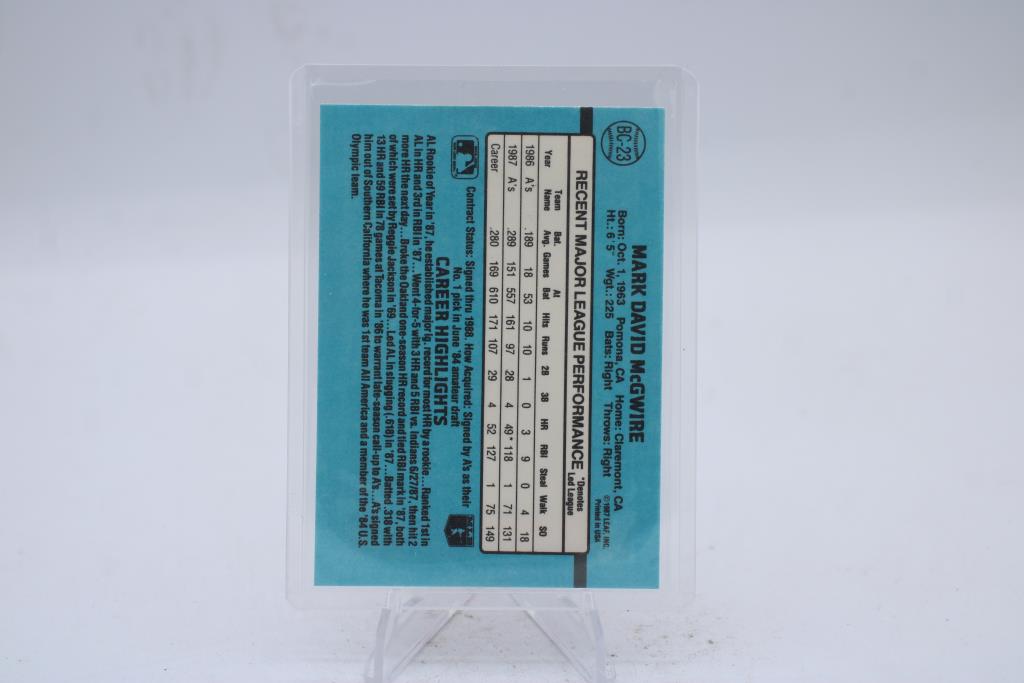 BC-23
MARK DAVID McGWIRE
Born: Oct. 1, 1963 Pomona, CA Home: Claremont, CA
Ht.: 6'5" Wgt.: 225 Bats: Right Throws: Right
©1987 LEAF, INC.
Printed in USA
RECENT MAJOR LEAGUE PERFORMANCE *Denotes Led League
Year Team Name Bat. Avg. Games At Bat Hits Runs 2B 3B HR RBI Steal Walk SO
1986 A's .189 18 53 10 10 1 0 3 9 0 4 18
1987 A's .289 151 557 161 97 28 4 49* 118 1 71 131
Career .280 169 610 171 107 29 4 52 127 1 75 149
Contract Status: Signed thru 1988. How Acquired: Signed by A's as their
No. 1 pick in June '84 amateur draft
CAREER HIGHLIGHTS
AL Rookie of Year in '87, he established major lg. record for most HR by a rookie...Ranked 1st in
AL in HR and 3rd in RBI in '87...Went 4-for-5 with 3 HR and 5 RBI vs. Indians 6/27/87, then hit 2
more HR the next day...Broke the Oakland one-season HR record and tied RBI mark in '87, both
of which were set by Reggie Jackson in '69...Led AL in slugging (.618) in '87...Batted .318 with
13 HR and 59 RBI in 78 games at Tacoma in '86 to warrant late-season call-up to A's...A's signed
him out of Southern California where he was 1st team All America and a member of the '84 U.S.
Olympic team.